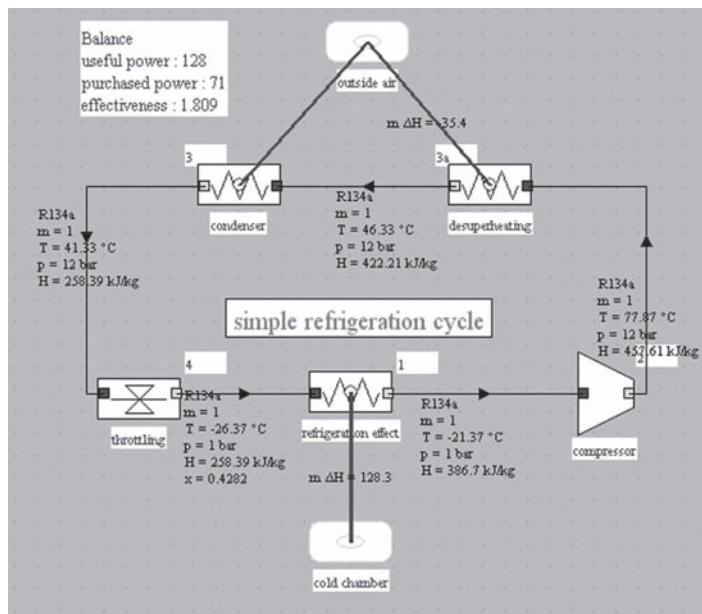 Balance
useful power : 128
purchased power : 71
effectiveness : 1.809
outside air
m ΔH = -35.4
3
3a
condenser
desuperheating
R134a
m = 1
T = 41.33 °C
p = 12 bar
H = 258.39 kJ/kg
R134a
m = 1
T = 46.33 °C
p = 12 bar
H = 422.21 kJ/kg
R134a
m = 1
T = 77.87 °C
p = 12 bar
H = 457.61 kJ/kg
simple refrigeration cycle
4
1
2
throttling
refrigeration effect
compressor
R134a
m = 1
T = -26.37 °C
p = 1 bar
H = 258.39 kJ/kg
x = 0.4282
R134a
m = 1
T = -21.37 °C
p = 1 bar
H = 386.7 kJ/kg
m ΔH = 128.3
cold chamber